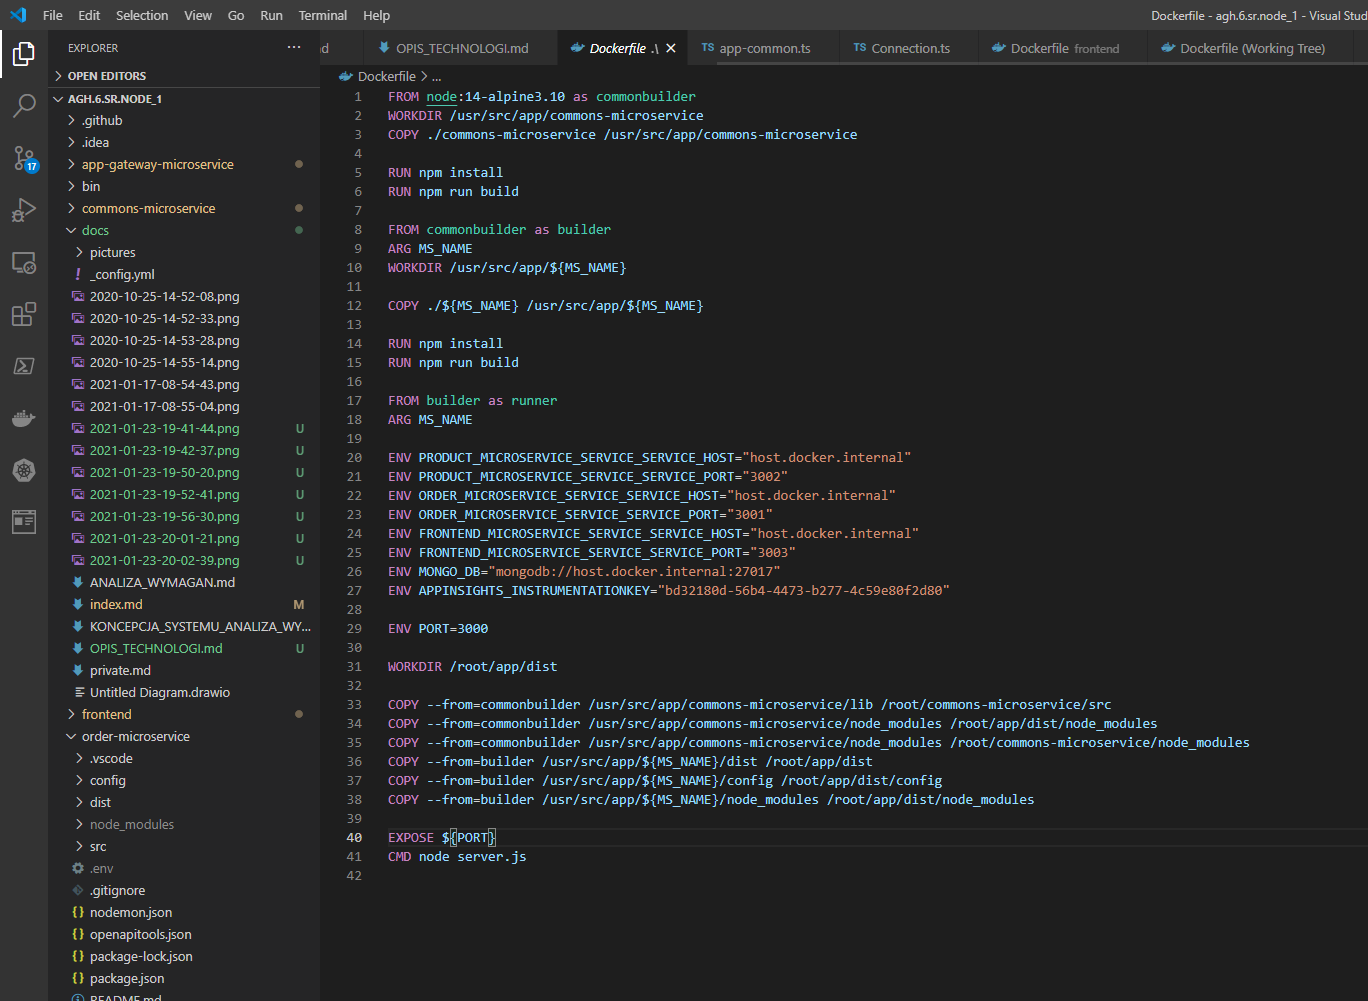 File Edit Selection View Go Run Terminal Help
Dockerfile - agh.6.sr.node_1 - Visual Stud
EXPLORER
OPEN EDITORS
AGH.6.SR.NODE_1
.github
.idea
app-gateway-microservice
bin
commons-microservice
docs
pictures
_config.yml
2020-10-25-14-52-08.png
2020-10-25-14-52-33.png
2020-10-25-14-53-28.png
2020-10-25-14-55-14.png
2021-01-17-08-54-43.png
2021-01-17-08-55-04.png
2021-01-23-19-41-44.png U
2021-01-23-19-42-37.png U
2021-01-23-19-50-20.png U
2021-01-23-19-52-41.png U
2021-01-23-19-56-30.png U
2021-01-23-20-01-21.png U
2021-01-23-20-02-39.png U
ANALIZA_WYMAGAN.md
index.md M
KONCEPCJA_SYSTEMU_ANALIZA_WY...
OPIS_TECHNOLOGI.md U
private.md
Untitled Diagram.drawio
frontend
order-microservice
.vscode
config
dist
node_modules
src
.env
.gitignore
nodemon.json
openapitools.json
package-lock.json
package.json
README.md
17
nd OPIS_TECHNOLOGI.md Dockerfile .\ TS app-common.ts TS Connection.ts Dockerfile frontend Dockerfile (Working Tree)
Dockerfile > ...
1 FROM node:14-alpine3.10 as commonbuilder
2 WORKDIR /usr/src/app/commons-microservice
3 COPY ./commons-microservice /usr/src/app/commons-microservice
4
5 RUN npm install
6 RUN npm run build
7
8 FROM commonbuilder as builder
9 ARG MS_NAME
10 WORKDIR /usr/src/app/${MS_NAME}
11
12 COPY ./${MS_NAME} /usr/src/app/${MS_NAME}
13
14 RUN npm install
15 RUN npm run build
16
17 FROM builder as runner
18 ARG MS_NAME
19
20 ENV PRODUCT_MICROSERVICE_SERVICE_SERVICE_HOST="host.docker.internal"
21 ENV PRODUCT_MICROSERVICE_SERVICE_SERVICE_PORT="3002"
22 ENV ORDER_MICROSERVICE_SERVICE_SERVICE_HOST="host.docker.internal"
23 ENV ORDER_MICROSERVICE_SERVICE_SERVICE_PORT="3001"
24 ENV FRONTEND_MICROSERVICE_SERVICE_SERVICE_HOST="host.docker.internal"
25 ENV FRONTEND_MICROSERVICE_SERVICE_SERVICE_PORT="3003"
26 ENV MONGO_DB="mongodb://host.docker.internal:27017"
27 ENV APPINSIGHTS_INSTRUMENTATIONKEY="bd32180d-56b4-4473-b277-4c59e80f2d80"
28
29 ENV PORT=3000
30
31 WORKDIR /root/app/dist
32
33 COPY --from=commonbuilder /usr/src/app/commons-microservice/lib /root/commons-microservice/src
34 COPY --from=commonbuilder /usr/src/app/commons-microservice/node_modules /root/app/dist/node_modules
35 COPY --from=commonbuilder /usr/src/app/commons-microservice/node_modules /root/commons-microservice/node_modules
36 COPY --from=builder /usr/src/app/${MS_NAME}/dist /root/app/dist
37 COPY --from=builder /usr/src/app/${MS_NAME}/config /root/app/dist/config
38 COPY --from=builder /usr/src/app/${MS_NAME}/node_modules /root/app/dist/node_modules
39
40 EXPOSE ${PORT}
41 CMD node server.js
42